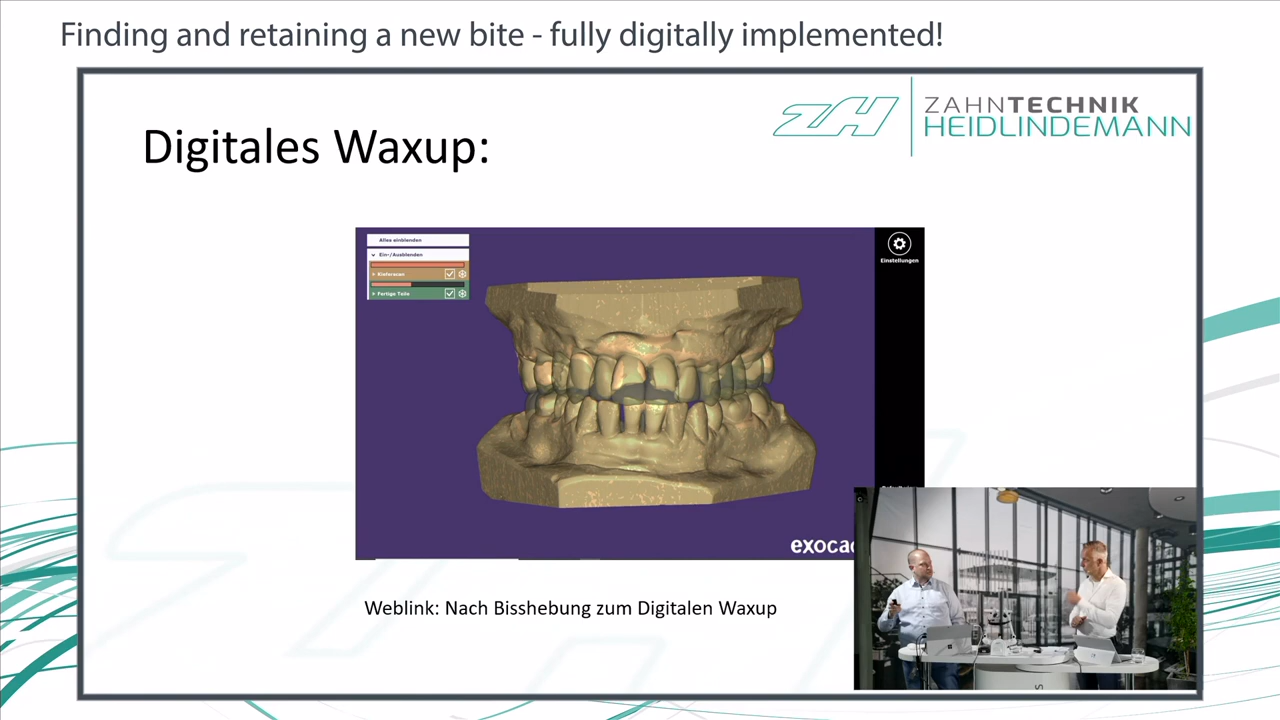 Finding and retaining a new bite - fully digitally implemented!
ZH
ZAHNTECHNIK
HEIDLINDEMANN
Digitales Waxup:
Alles einblenden
Ein-/Ausblenden
Kieferscan
Fertige Teile
Einstellungen
exocad
Weblink: Nach Bisshebung zum Digitalen Waxup